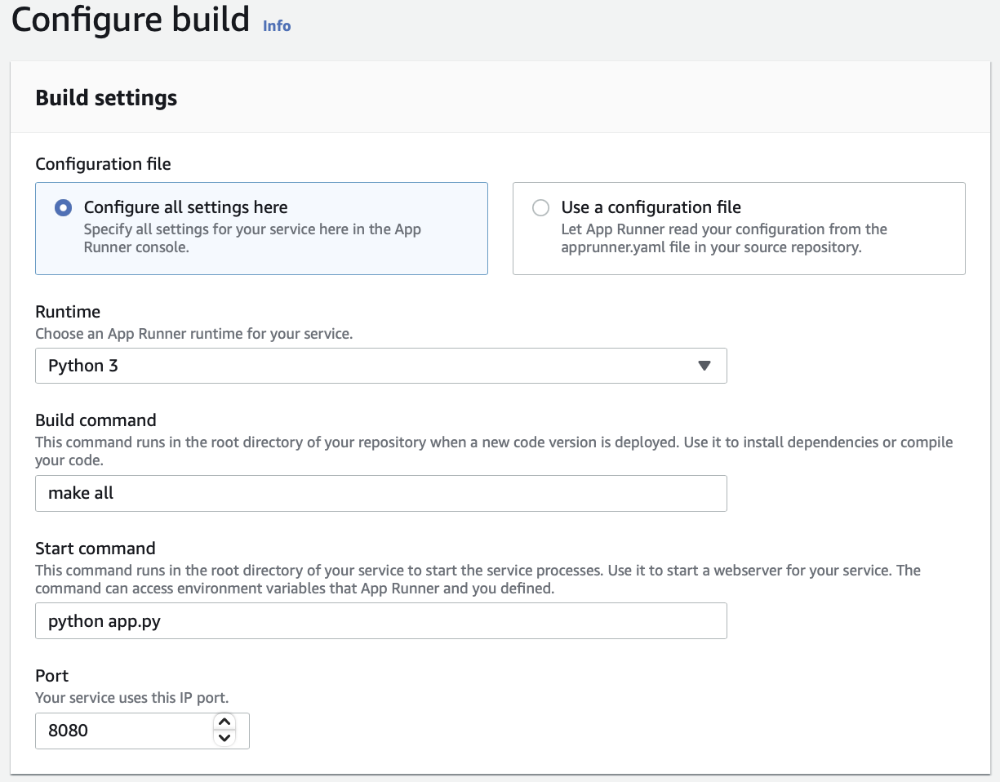 Configure build Info
Build settings
Configuration file
Configure all settings here
Specify all settings for your service here in the App
Runner console.
Use a configuration file
Let App Runner read your configuration from the
apprunner.yaml file in your source repository.
Runtime
Choose an App Runner runtime for your service.
Python 3
Build command
This command runs in the root directory of your repository when a new code version is deployed. Use it to install dependencies or compile
your code.
make all
Start command
This command runs in the root directory of your service to start the service processes. Use it to start a webserver for your service. The
command can access environment variables that App Runner and you defined.
python app.py
Port
Your service uses this IP port.
8080